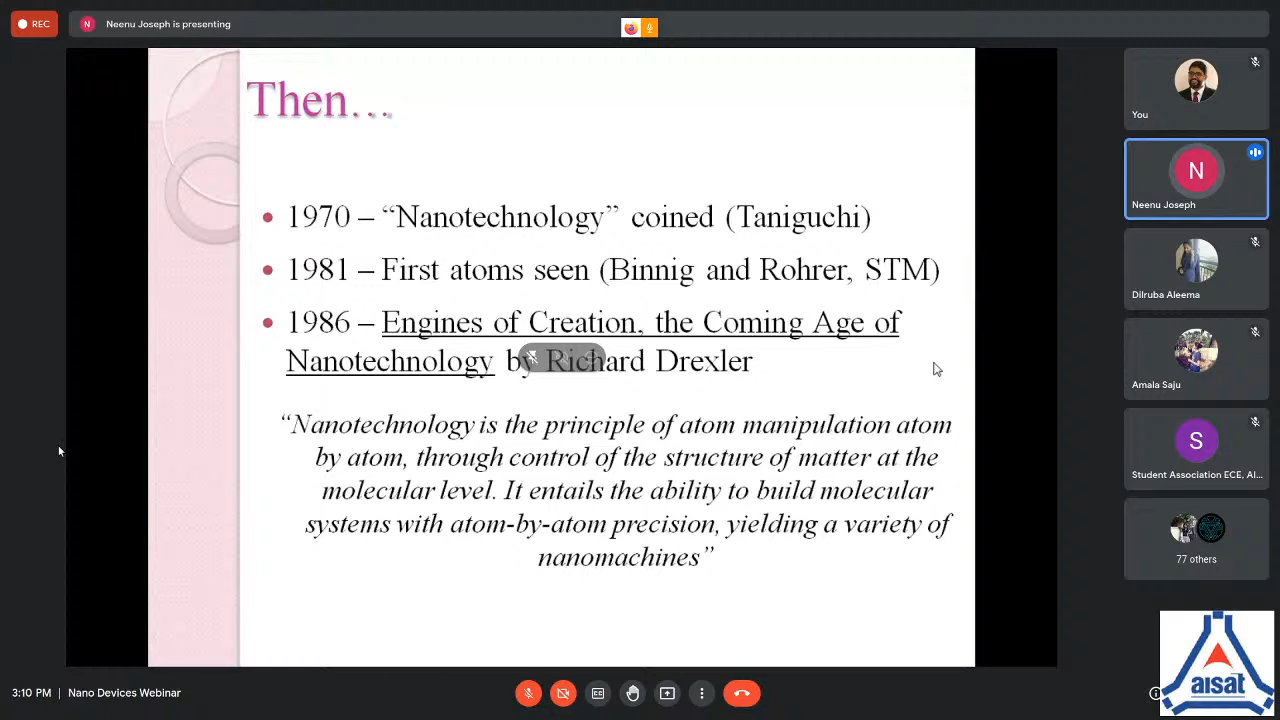 REC
N
Neenu Joseph is presenting
Then…
1970 – “Nanotechnology” coined (Taniguchi)
1981 – First atoms seen (Binnig and Rohrer, STM)
1986 – Engines of Creation, the Coming Age of
Nanotechnology by Richard Drexler
“Nanotechnology is the principle of atom manipulation atom
by atom, through control of the structure of matter at the
molecular level. It entails the ability to build molecular
systems with atom-by-atom precision, yielding a variety of
nanomachines”
You
N
Neenu Joseph
Dilruba Aleema
Amala Saju
S
Student Association ECE, AI...
77 others
3:10 PM | Nano Devices Webinar
aisat